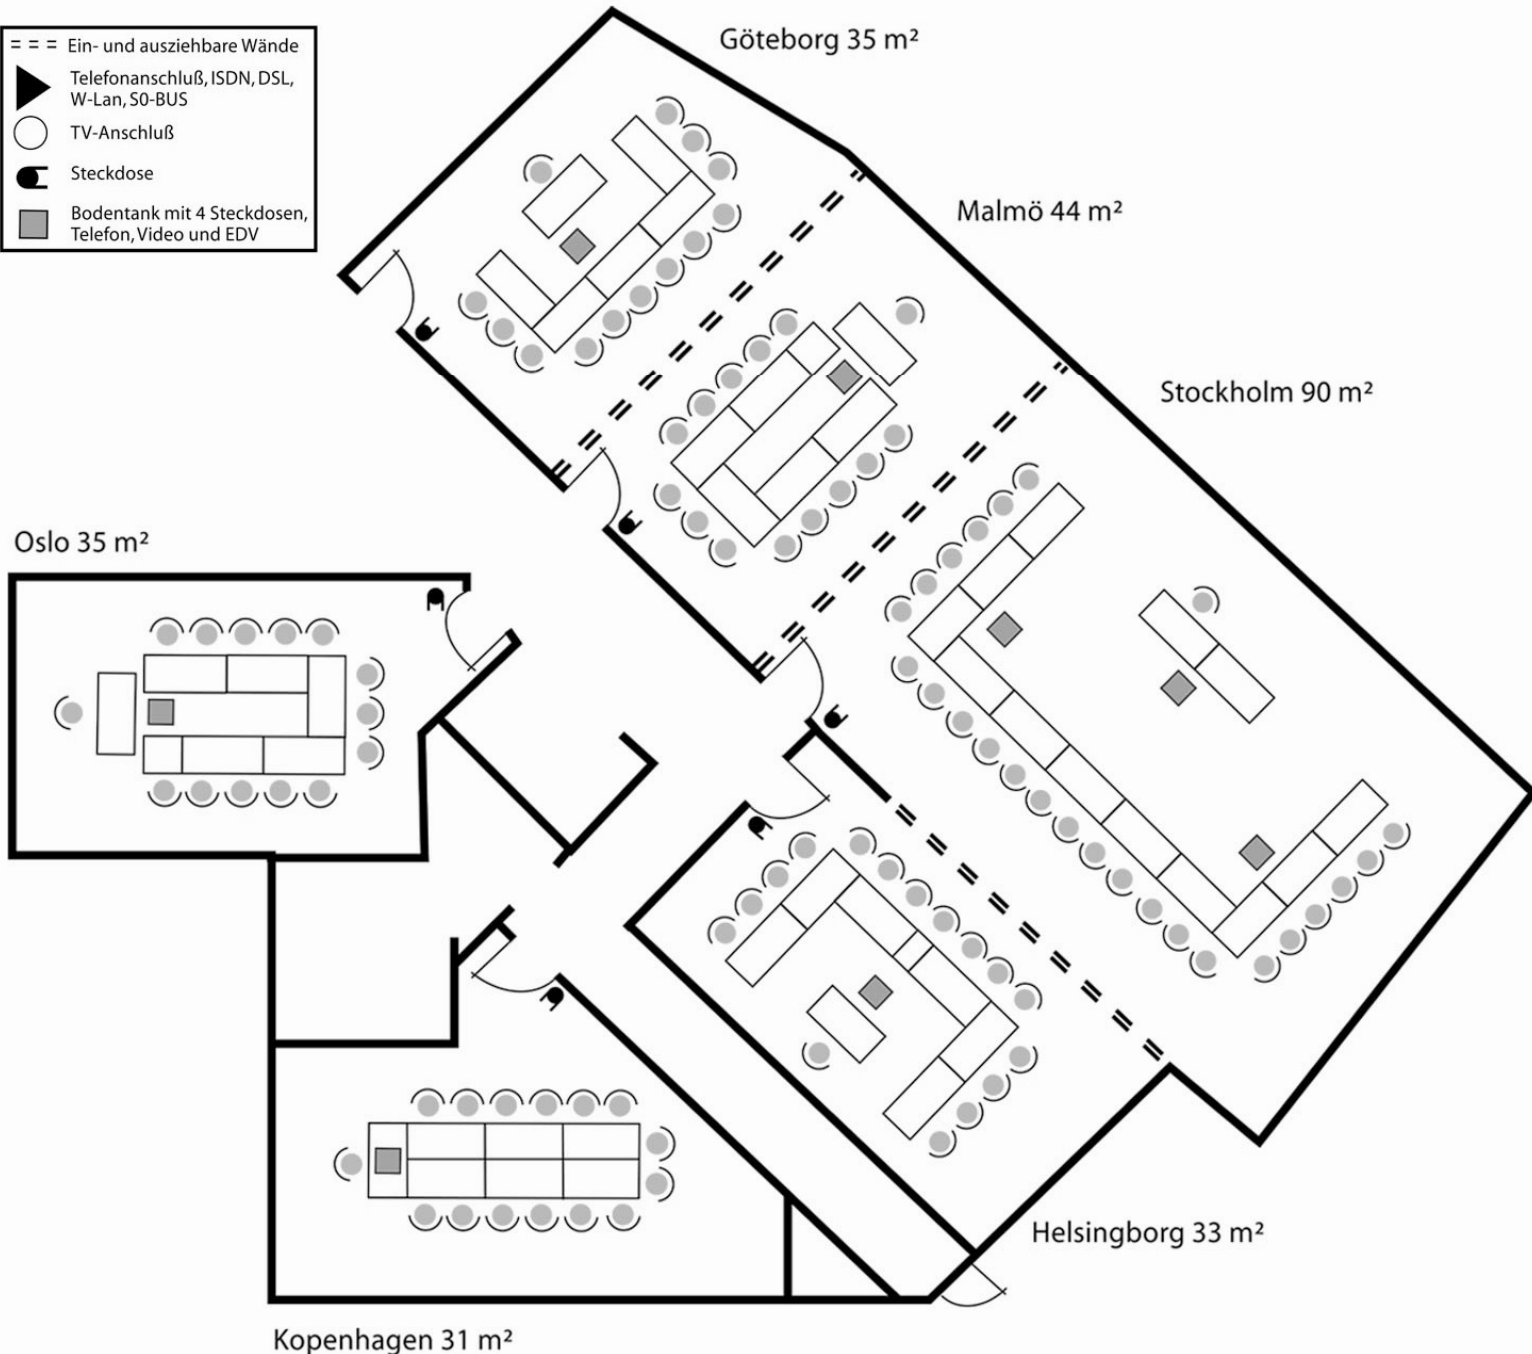 Ein- und ausziehbare Wände
Telefonanschluß, ISDN, DSL,
W-Lan, S0-BUS
TV-Anschluß
Steckdose
Bodentank mit 4 Steckdosen,
Telefon, Video und EDV
Göteborg 35 m²
Malmö 44 m²
Stockholm 90 m²
Oslo 35 m²
Helsingborg 33 m²
Kopenhagen 31 m²